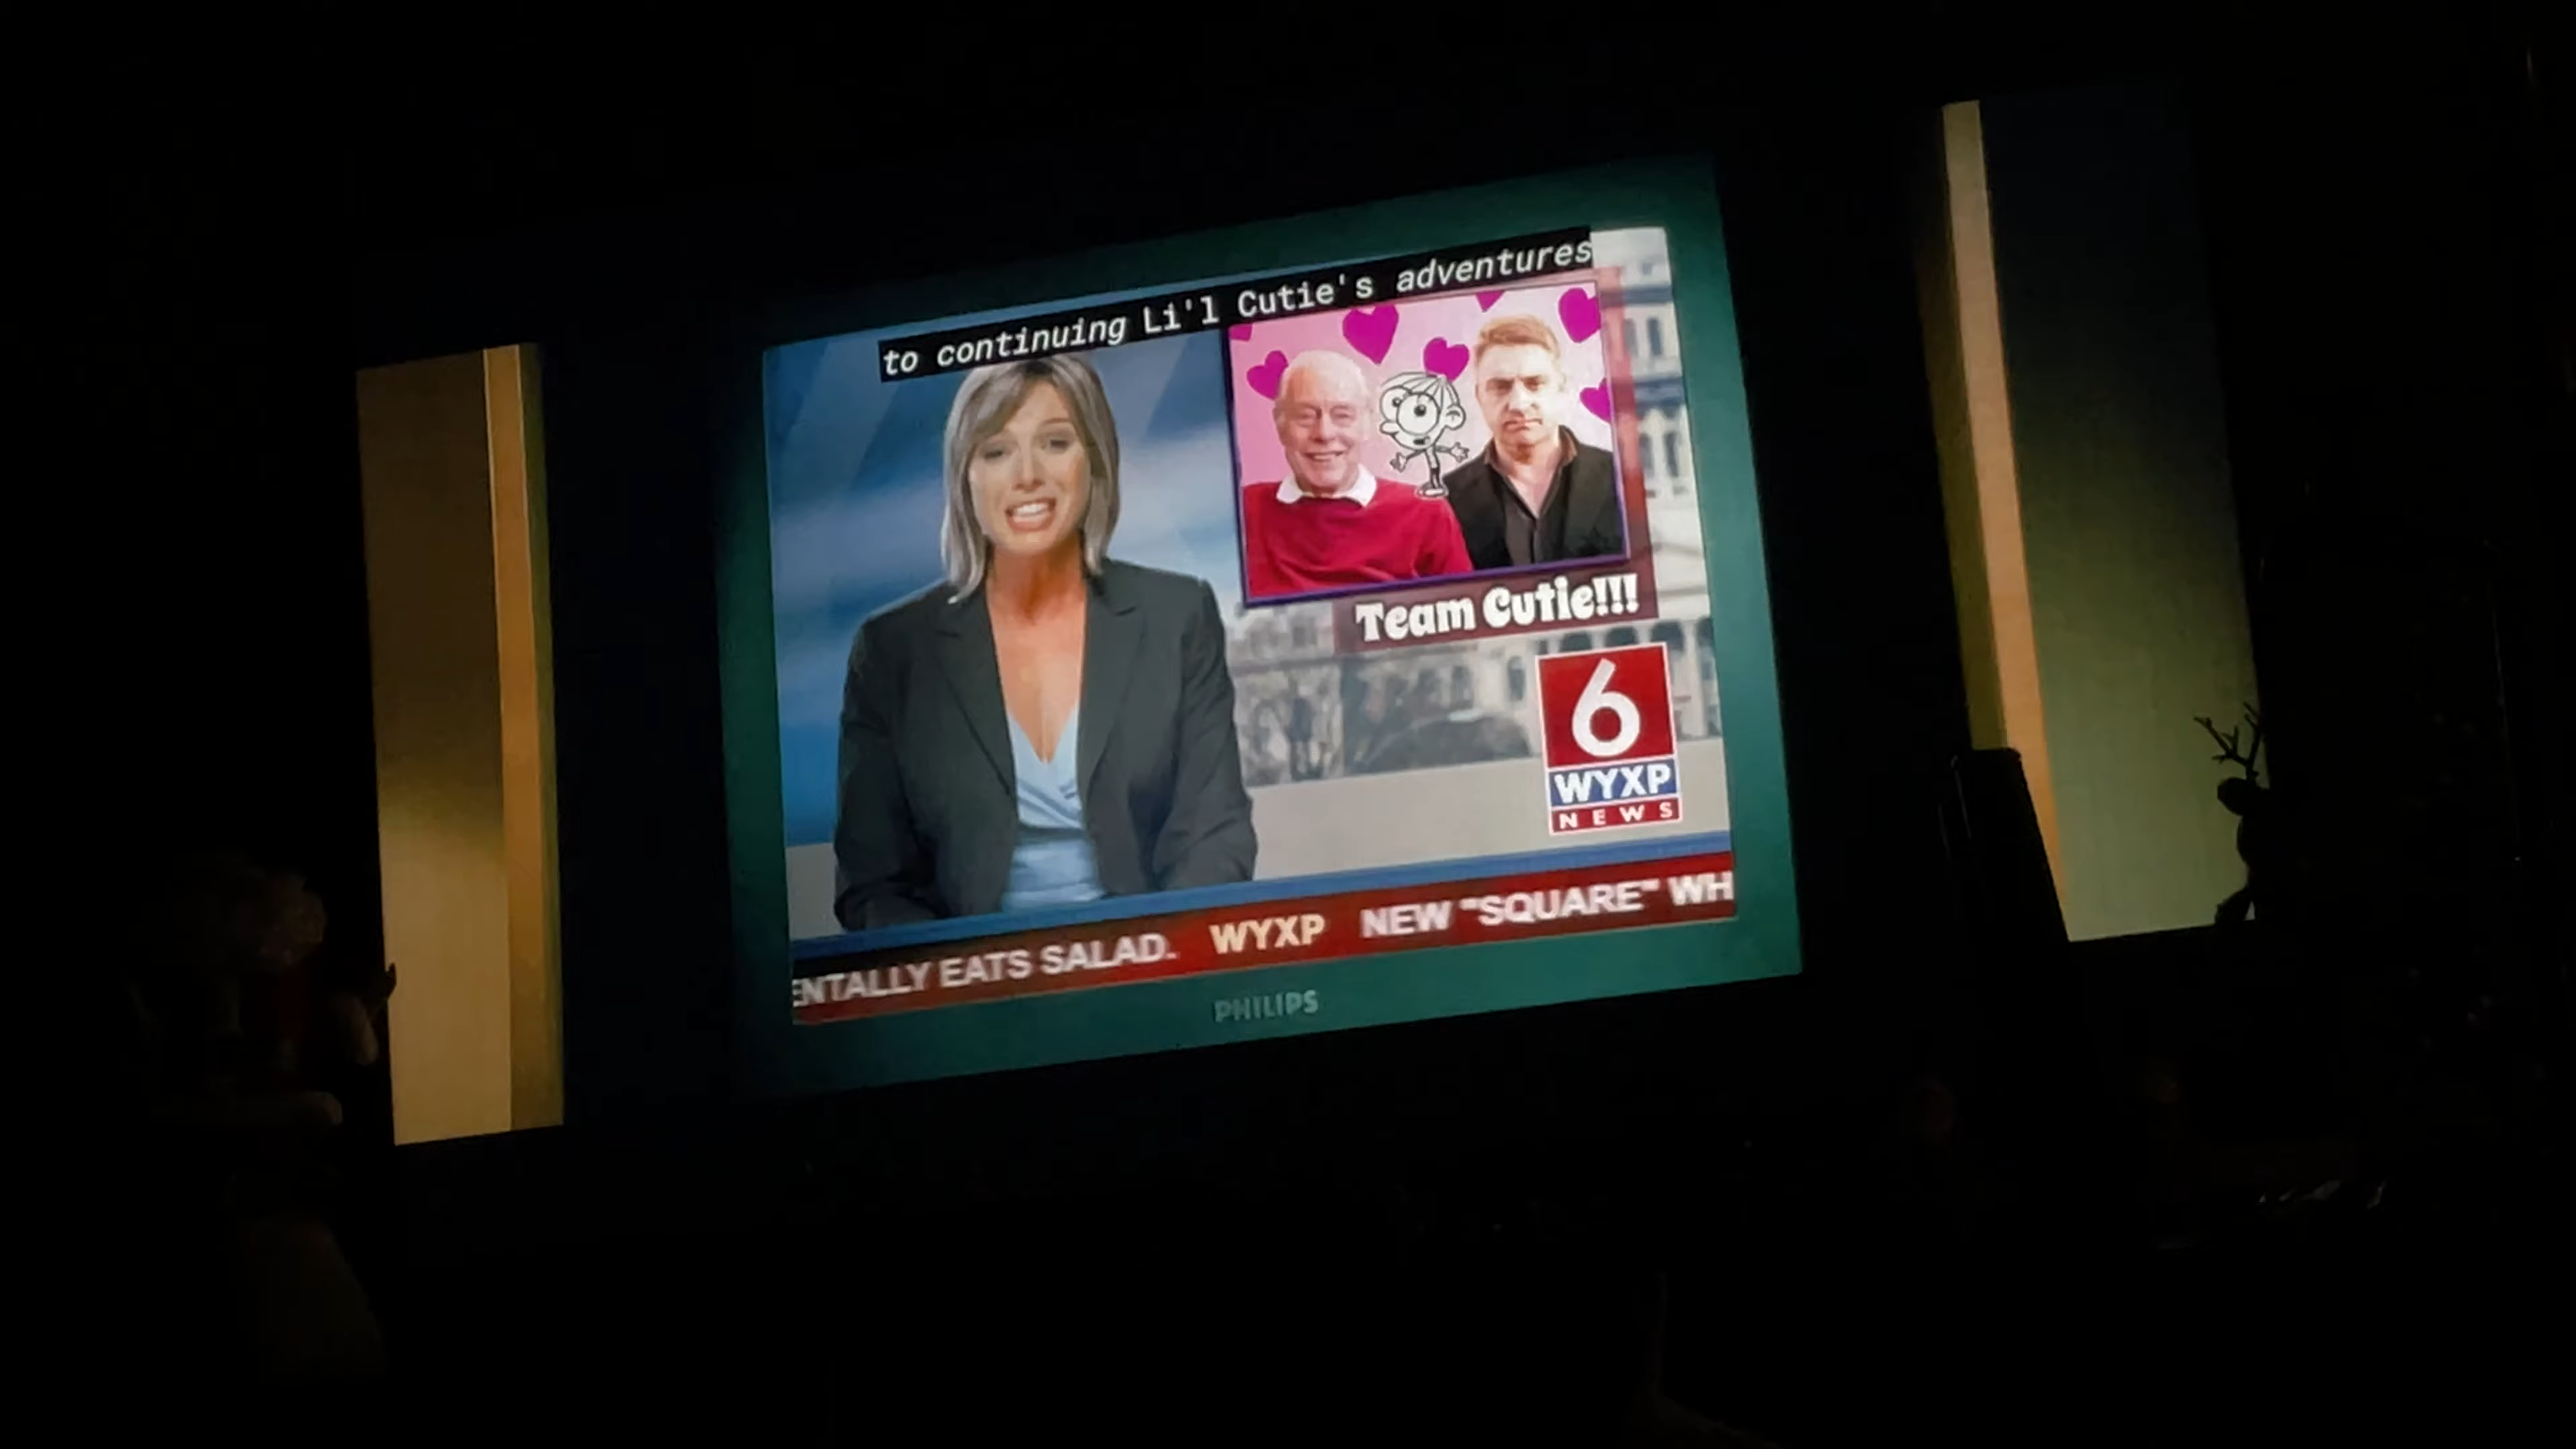 to continuing Li'l Cutie's adventures
Team Cutie!!!
6
WYXP
NEWS
ENTALLY EATS SALAD. WYXP NEW "SQUARE" WH
PHILIPS